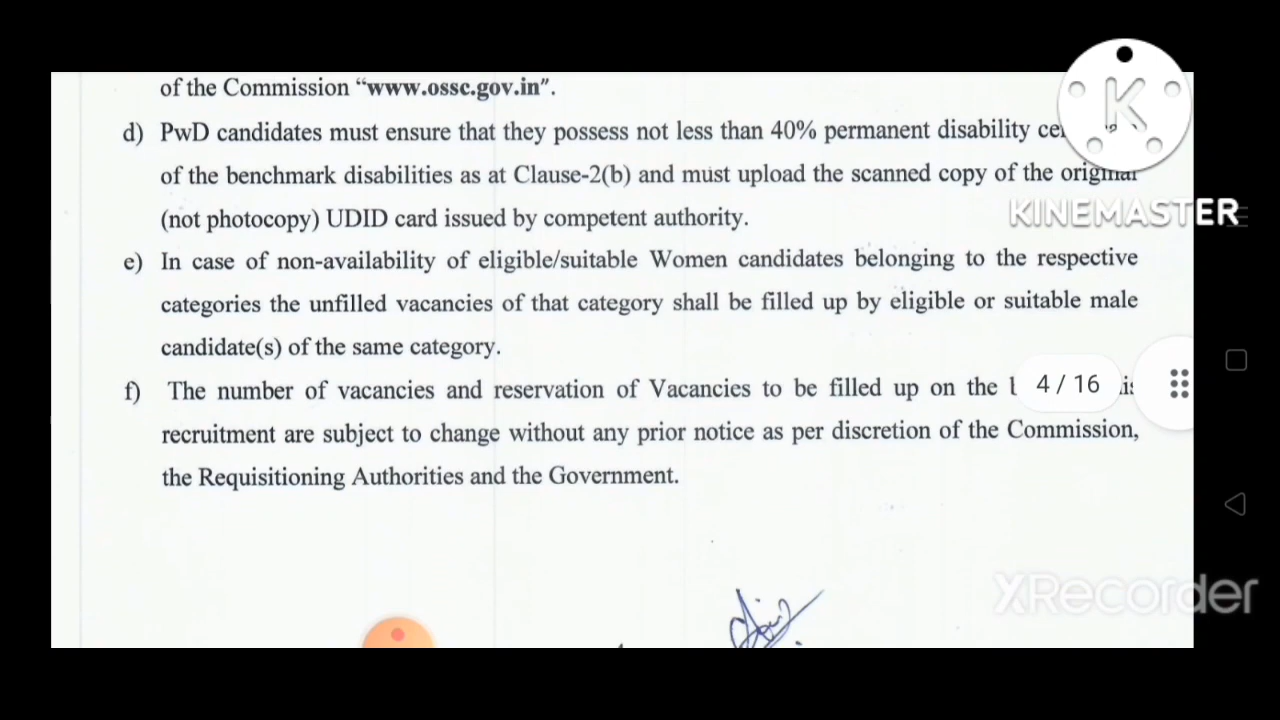 of the Commission “www.ossc.gov.in”.
d) PwD candidates must ensure that they possess not less than 40% permanent disability
of the benchmark disabilities as at Clause-2(b) and must upload the scanned copy of the original
(not photocopy) UDID card issued by competent authority.
e) In case of non-availability of eligible/suitable Women candidates belonging to the respective
categories the unfilled vacancies of that category shall be filled up by eligible or suitable male
candidate(s) of the same category.
f) The number of vacancies and reservation of Vacancies to be filled up on the
recruitment are subject to change without any prior notice as per discretion of the Commission,
the Requisitioning Authorities and the Government.
4 / 16
K
KINEMASTER
XRecorder